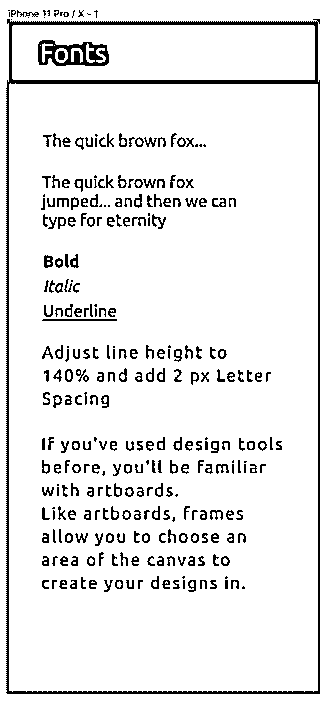 iPhone 11 Pro / X - 1
Fonts
The quick brown fox...
The quick brown fox
jumped... and then we can
type for eternity
Bold
Italic
Underline
Adjust line height to
140% and add 2 px Letter
Spacing
If you've used design tools
before, you'll be familiar
with artboards.
Like artboards, frames
allow you to choose an
area of the canvas to
create your designs in.